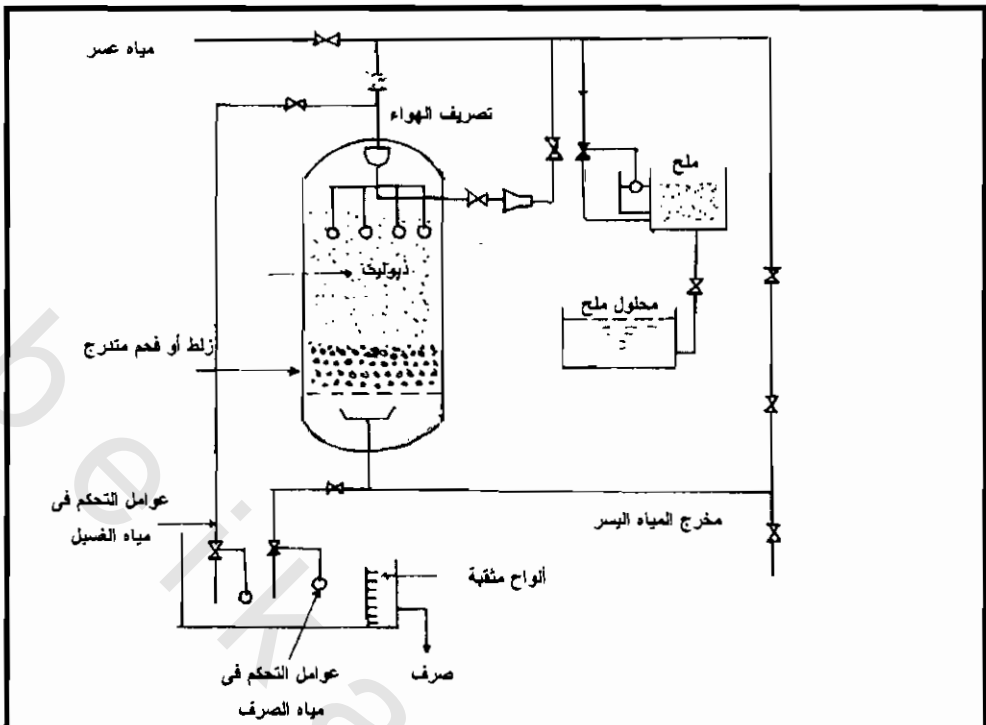 مياه عسر
تصريف الهواء
ملح
زيوليت
محلول ملح
زلط أو فحم متدرج
عوامل التحكم فى
مياه الغسيل
مخرج المياه اليسر
ألواح مثقبة
صرف
عوامل التحكم فى
مياه الصرف
b e i k a